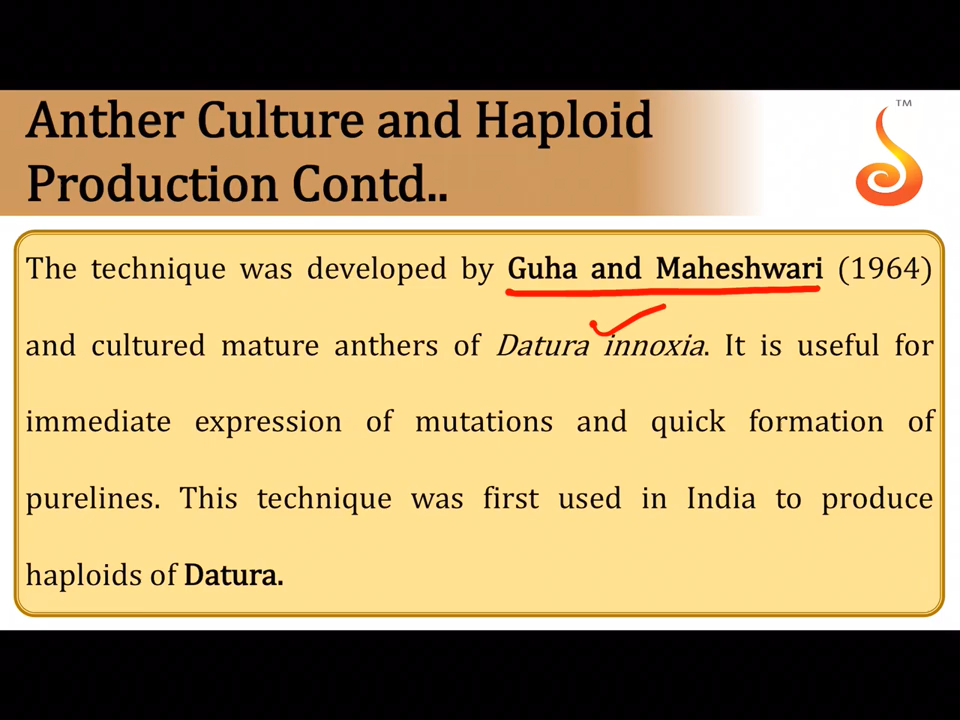 Anther Culture and Haploid
Production Contd..
TM
The technique was developed by Guha and Maheshwari (1964)
and cultured mature anthers of Datura innoxia. It is useful for
immediate expression of mutations and quick formation of
purelines. This technique was first used in India to produce
haploids of Datura.